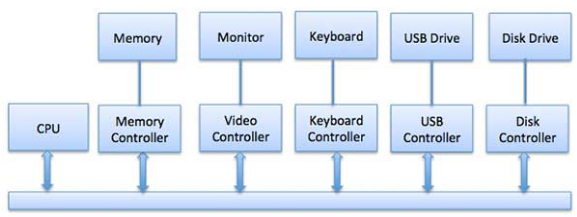 Memory
Monitor
Keyboard
USB Drive
Disk Drive
CPU
Memory
Controller
Video
Controller
Keyboard
Controller
USB
Controller
Disk
Controller